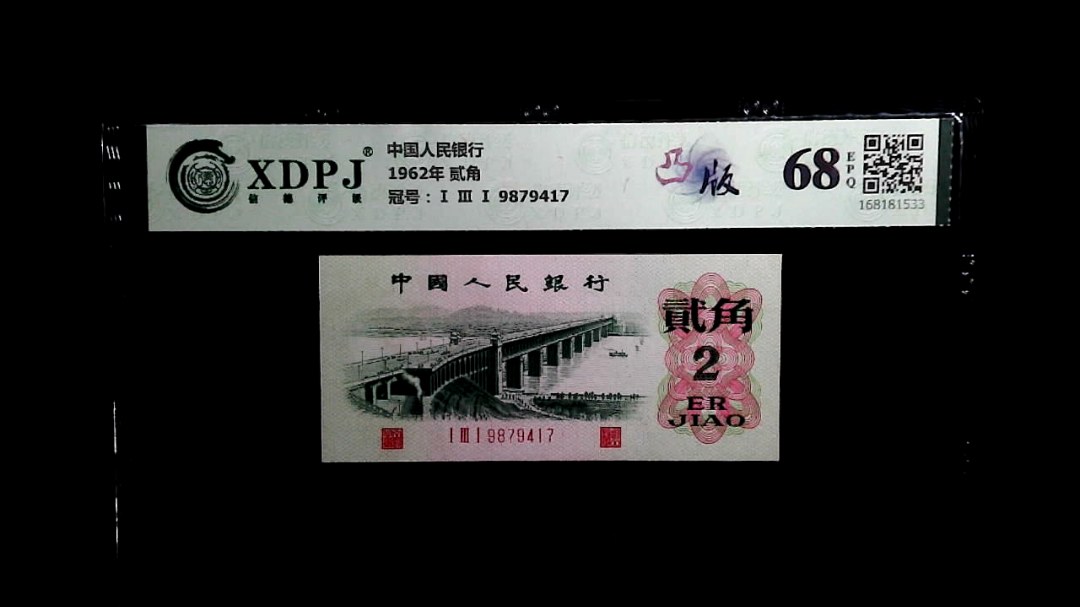 XDPJ®
信德评级
中国人民银行
1962年 贰角
冠号：I III I 9879417
凸版
68
EPQ
168181533
中國人民銀行
貳角
2
ER
JIAO
I III I 9879417